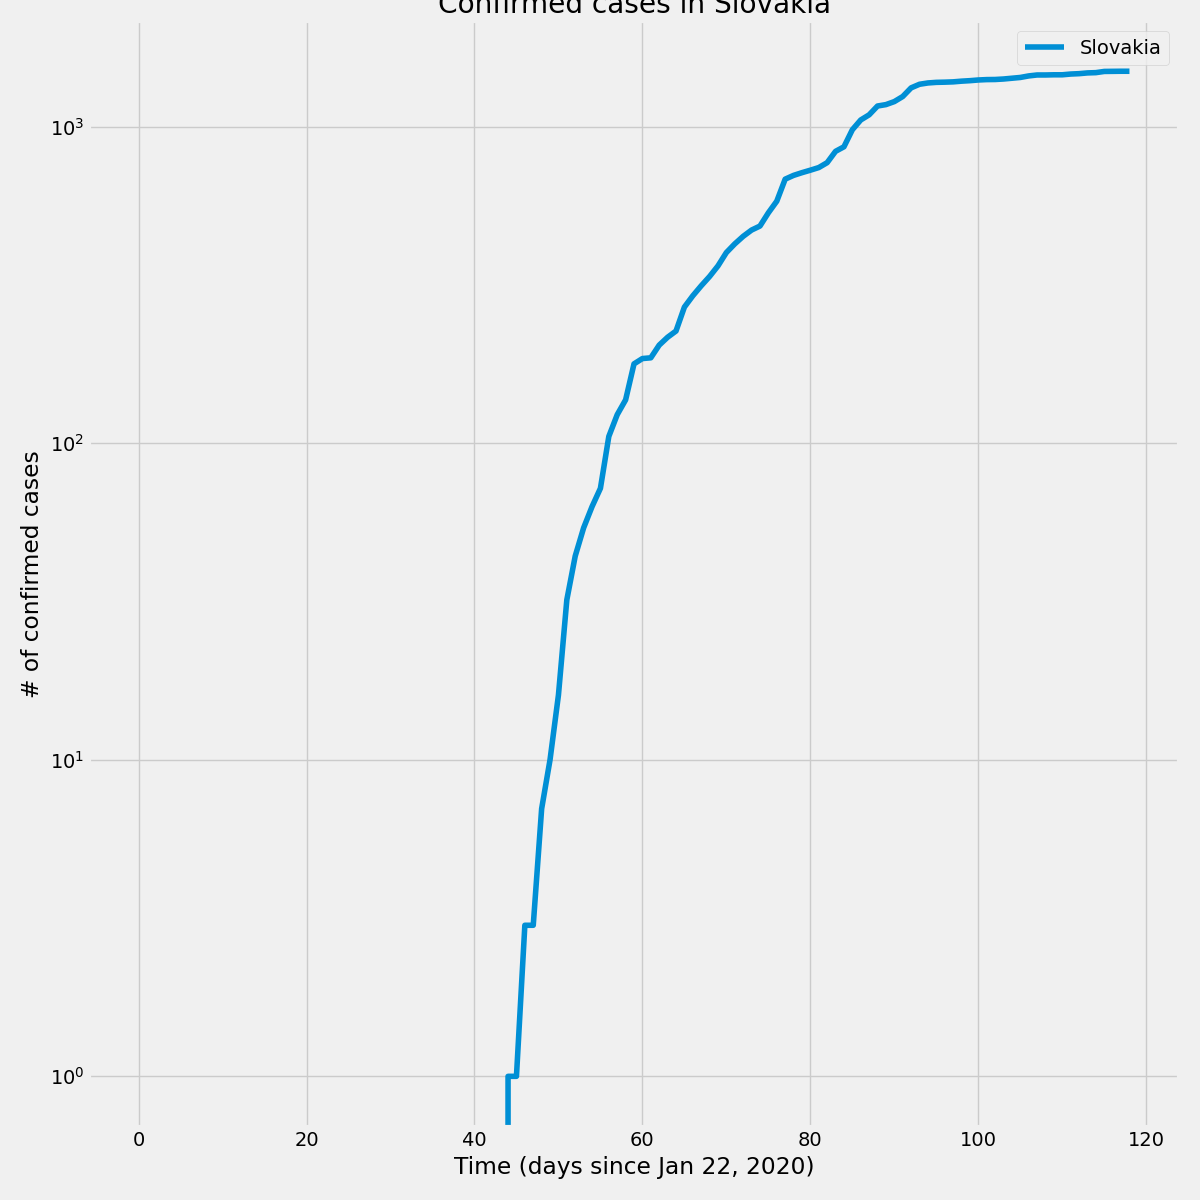 Confirmed cases in Slovakia
Slovakia
10³
10²
10¹
10⁰
# of confirmed cases
0 20 40 60 80 100 120
Time (days since Jan 22, 2020)